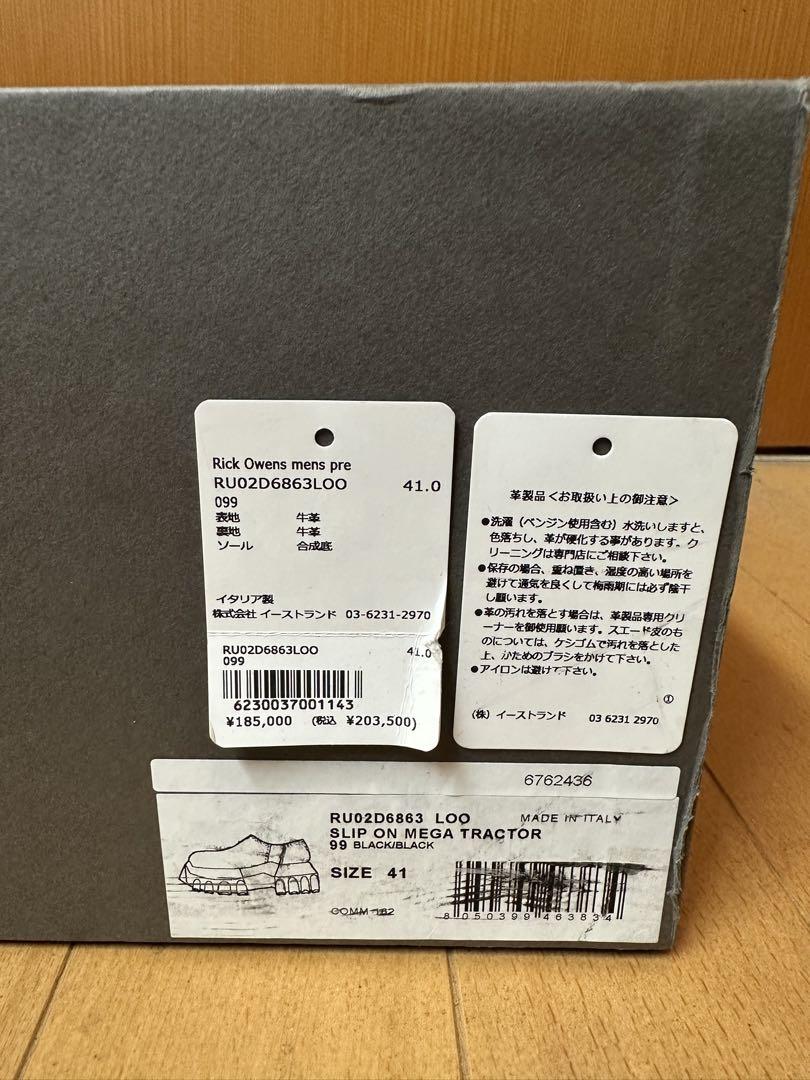 Rick Owens mens pre
RU02D6863LOO 41.0
099
表地 牛革
裏地 牛革
ソール 合成底
イタリア製
株式会社 イーストランド 03-6231-2970
RU02D6863LOO 41.0
099
6230037001143
¥185,000 (税込 ¥203,500)
革製品<お取扱い上の御注意>
●洗濯(ベンジン使用含む)水洗いしますと、
色落ちし、革が硬化する事があります。ク
リーニングは専門店にご相談下さい。
●保存の場合、重ね置き、湿度の高い場所を
避けて通気を良くして梅雨期には必ず陰干
し願います。
●革の汚れを落とす場合は、革製品専用クリ
ーナーを御使用願います。スエード皮のも
のについては、ケシゴムで汚れを落とした
上、かためのブラシをかけて下さい。
●アイロンは避けて下さい。
①
(株) イーストランド 03 6231 2970
6762436
RU02D6863 LOO MADE IN ITALY
SLIP ON MEGA TRACTOR
99 BLACK/BLACK
SIZE 41
COMM 162
8 050399 463834